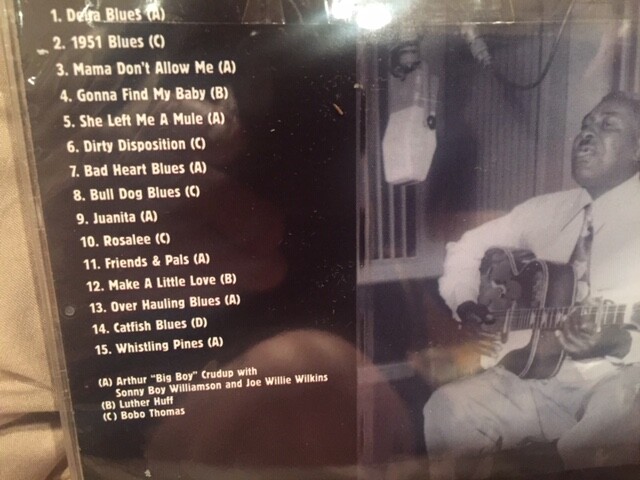 1. Delta Blues (A)
2. 1951 Blues (C)
3. Mama Don't Allow Me (A)
4. Gonna Find My Baby (B)
5. She Left Me A Mule (A)
6. Dirty Disposition (C)
7. Bad Heart Blues (A)
8. Bull Dog Blues (C)
9. Juanita (A)
10. Rosalee (C)
11. Friends & Pals (A)
12. Make A Little Love (B)
13. Over Hauling Blues (A)
14. Catfish Blues (D)
15. Whistling Pines (A)
(A) Arthur "Big Boy" Crudup with
Sonny Boy Williamson and Joe Willie Wilkins
(B) Luther Huff
(C) Bobo Thomas